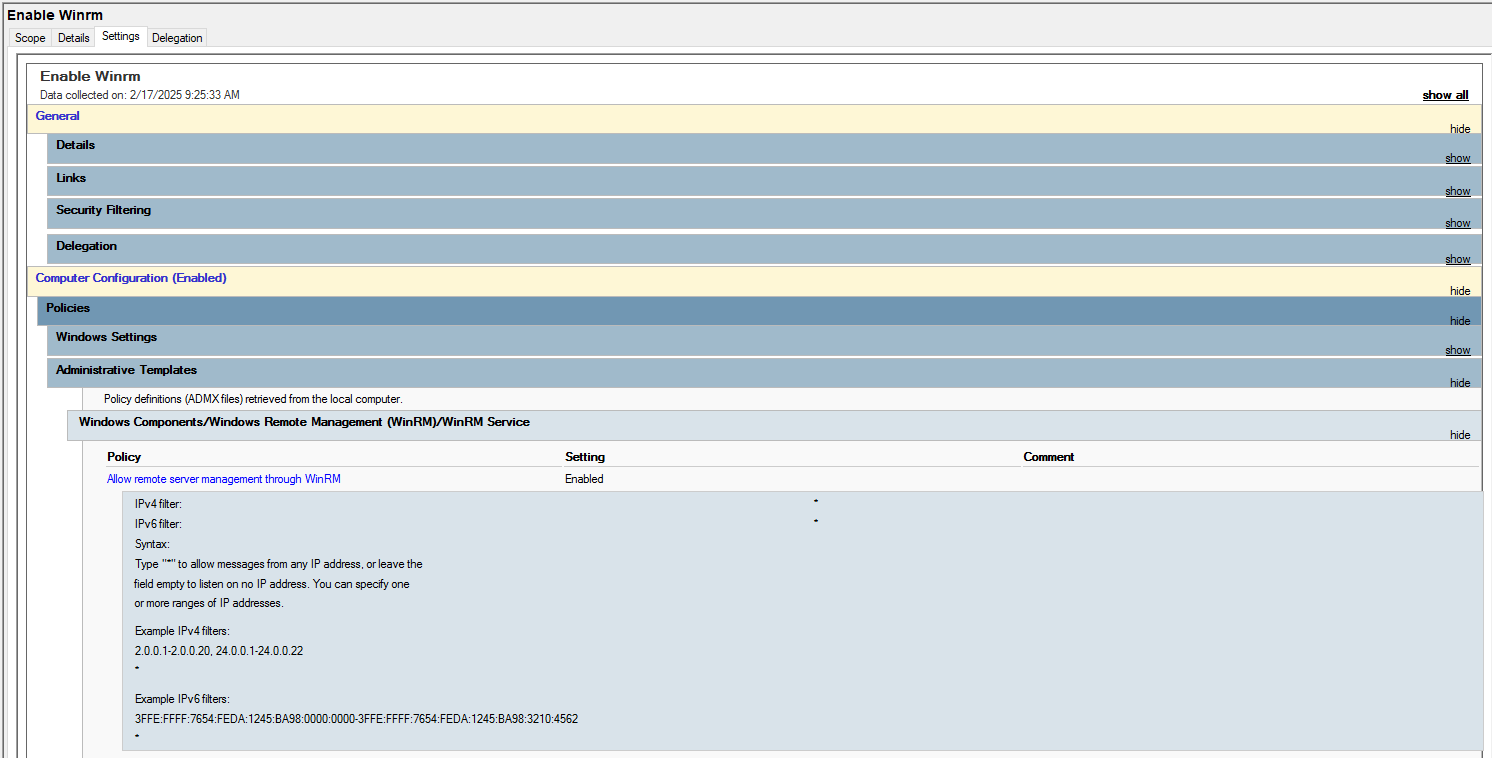 Enable Winrm
Scope Details Settings Delegation
Enable Winrm
Data collected on: 2/17/2025 9:25:33 AM
show all
General
hide
Details
show
Links
show
Security Filtering
show
Delegation
show
Computer Configuration (Enabled)
hide
Policies
hide
Windows Settings
show
Administrative Templates
hide
Policy definitions (ADMX files) retrieved from the local computer.
Windows Components/Windows Remote Management (WinRM)/WinRM Service
hide
Policy Setting Comment
Allow remote server management through WinRM Enabled
IPv4 filter: *
IPv6 filter: *
Syntax:
Type "*" to allow messages from any IP address, or leave the
field empty to listen on no IP address. You can specify one
or more ranges of IP addresses.
Example IPv4 filters:
2.0.0.1-2.0.0.20, 24.0.0.1-24.0.0.22
*
Example IPv6 filters:
3FFE:FFFF:7654:FEDA:1245:BA98:0000:0000-3FFE:FFFF:7654:FEDA:1245:BA98:3210:4562
*